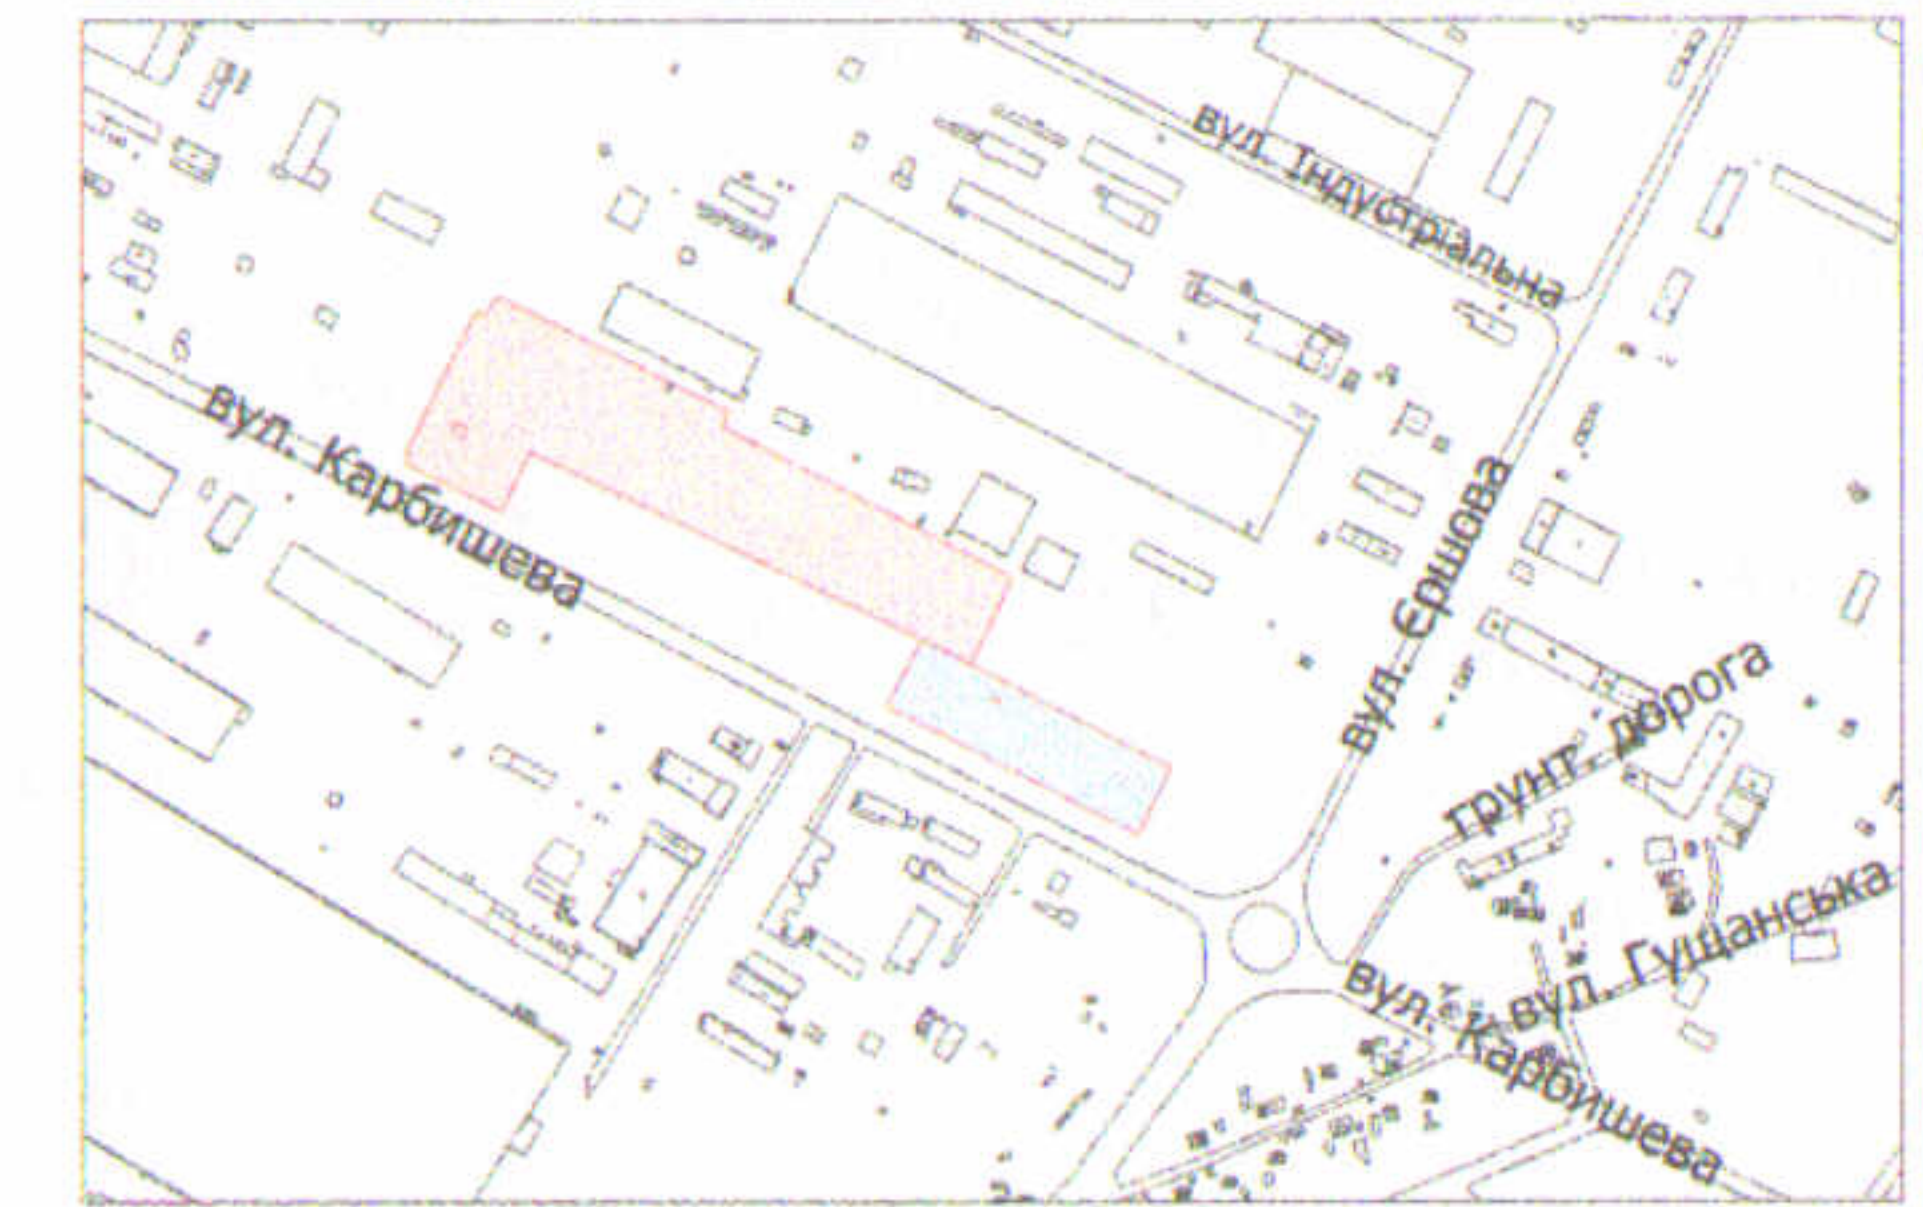 вул. Індустріальна
вул. Карбишева
вул. Єршова
грунт. дорога
вул. Гущанська
вул. Карбишева